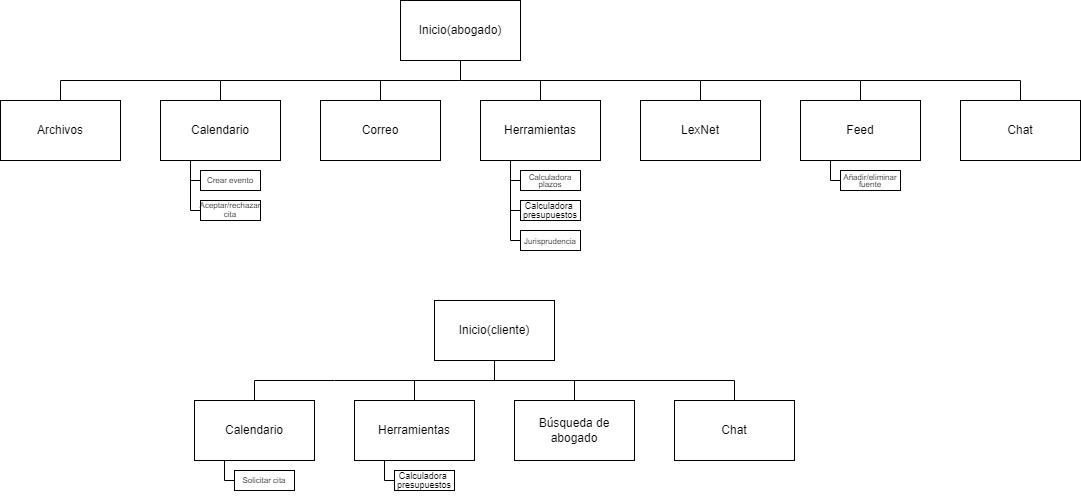 Inicio(abogado)
Archivos
Calendario
Correo
Herramientas
LexNet
Feed
Chat
Crear evento
Aceptar/rechazar
cita
Calculadora
plazos
Calculadora
presupuestos
Jurisprudencia
Añadir/eliminar
fuente
Inicio(cliente)
Calendario
Herramientas
Búsqueda de
abogado
Chat
Solicitar cita
Calculadora
presupuestos